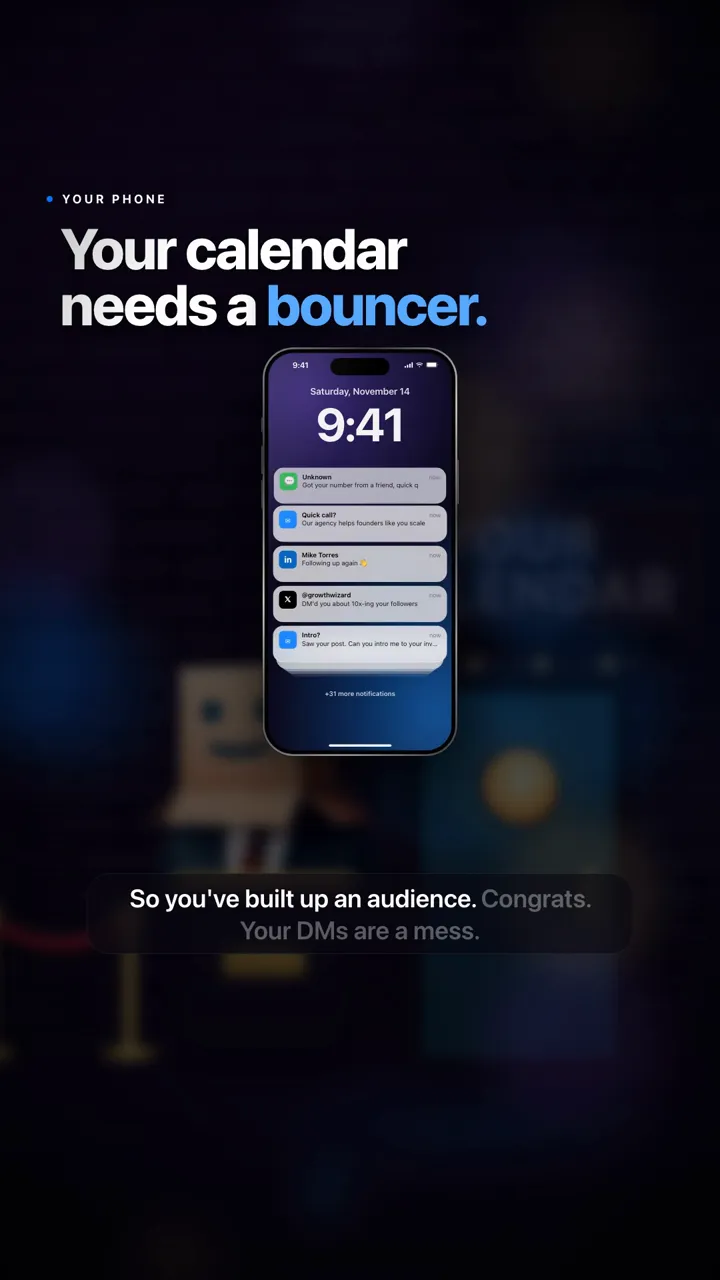 YOUR PHONE
Your calendar
needs a bouncer.
9:41
Saturday, November 14
9:41
Unknown
now
Got your number from a friend, quick q
Quick call?
now
Our agency helps founders like you scale
in
Mike Torres
now
Following up again 👋
X
@growthwizard
now
DM'd you about 10x-ing your followers
Intro?
now
Saw your post. Can you intro me to your inv...
+31 more notifications
So you've built up an audience. Congrats.
Your DMs are a mess.